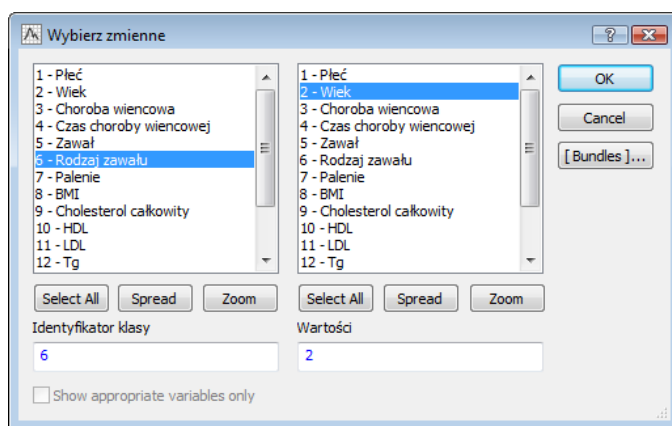 Wybierz zmienne
1 - Płeć
2 - Wiek
3 - Choroba wiencowa
4 - Czas choroby wiencowej
5 - Zawał
6 - Rodzaj zawału
7 - Palenie
8 - BMI
9 - Cholesterol całkowity
10 - HDL
11 - LDL
12 - Tg
1 - Płeć
2 - Wiek
3 - Choroba wiencowa
4 - Czas choroby wiencowej
5 - Zawał
6 - Rodzaj zawału
7 - Palenie
8 - BMI
9 - Cholesterol całkowity
10 - HDL
11 - LDL
12 - Tg
OK
Cancel
[ Bundles ]...
Select All Spread Zoom
Select All Spread Zoom
Identyfikator klasy
6
Wartości
2
Show appropriate variables only